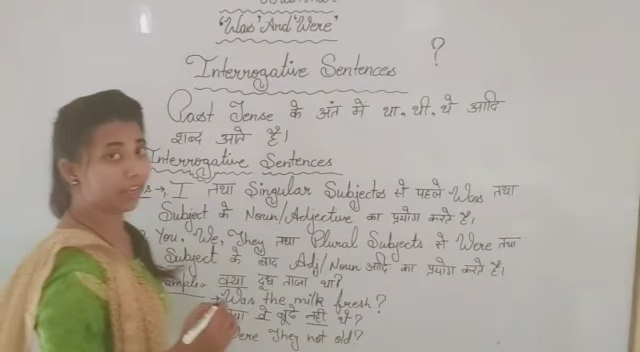 'Was' And 'Were'
?
Interrogative Sentences
Past Tense के अंत में था, थी, थे आदि
शब्द आते हैं।
Interrogative Sentences
→ I तथा Singular Subjects से पहले Was तथा
Subject के Noun/Adjective का प्रयोग करते है।
You, We, They तथा Plural Subjects से Were तथा
Subject के बाद Adj/Noun आदि का प्रयोग करते है।
क्या दूध ताजा था?
→ Was the milk fresh?
वे बूढ़े नहीं थे?
Were They not old?